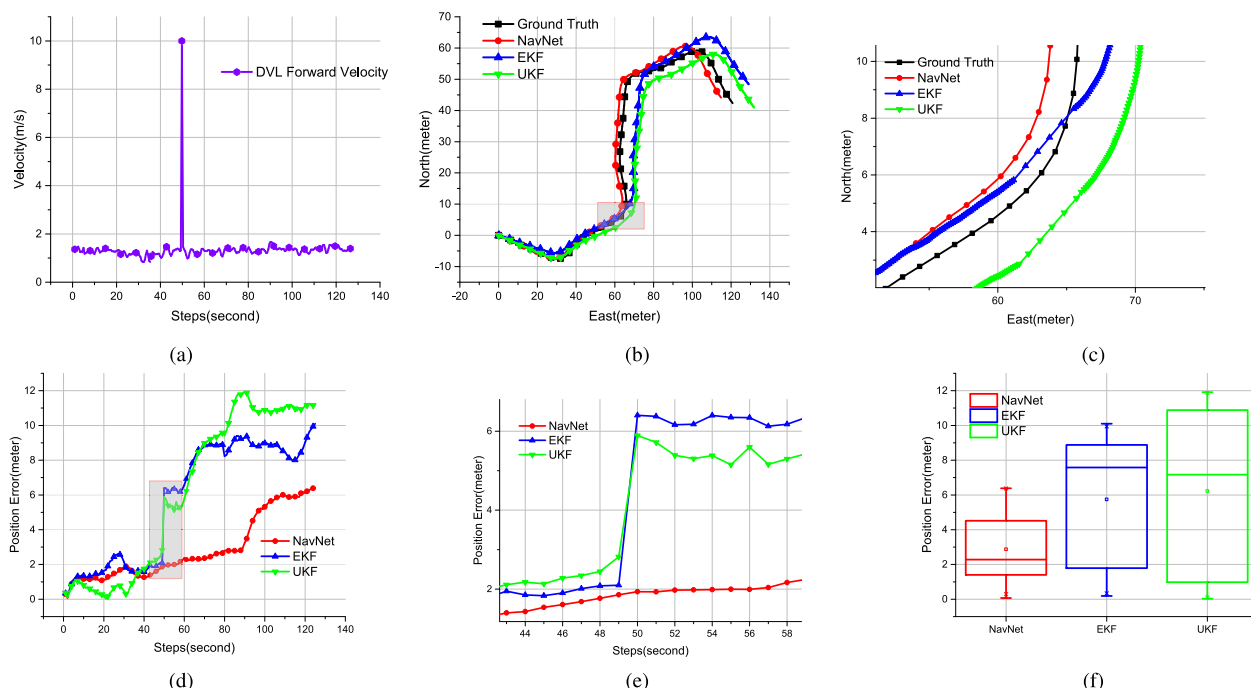 10
8
6
4
2
0
Velocity(m/s)
DVL Forward Velocity
0 20 40 60 80 100 120 140
Steps(second)
(a)
70
60
50
40
30
20
10
0
-10
North(meter)
Ground Truth
NavNet
EKF
UKF
-20 0 20 40 60 80 100 120 140
East(meter)
(b)
10
8
6
4
North(meter)
Ground Truth
NavNet
EKF
UKF
60 70
East(meter)
(c)
12
10
8
6
4
2
0
Position Error(meter)
NavNet
EKF
UKF
0 20 40 60 80 100 120 140
Steps(second)
(d)
6
4
2
Position Error(meter)
NavNet
EKF
UKF
44 46 48 50 52 54 56 58
Steps(second)
(e)
12
10
8
6
4
2
0
Position Error(meter)
NavNet
EKF
UKF
NavNet EKF UKF
(f)